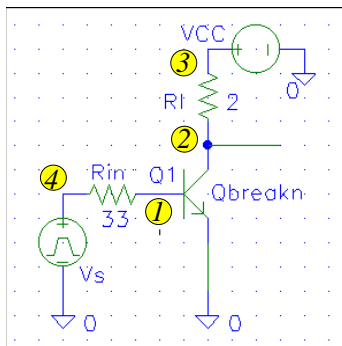 VCC
+ -
3
0
Rl 2
2
4 Rin Q1
Qbreakn
33 1
+
Vs
-
0 0